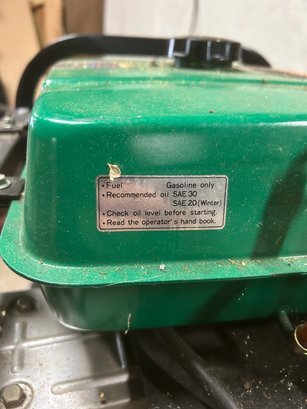 • Fuel Gasoline only
• Recommended oil SAE 30
SAE 20 (Winter)
• Check oil level before starting.
• Read the operator's hand book.